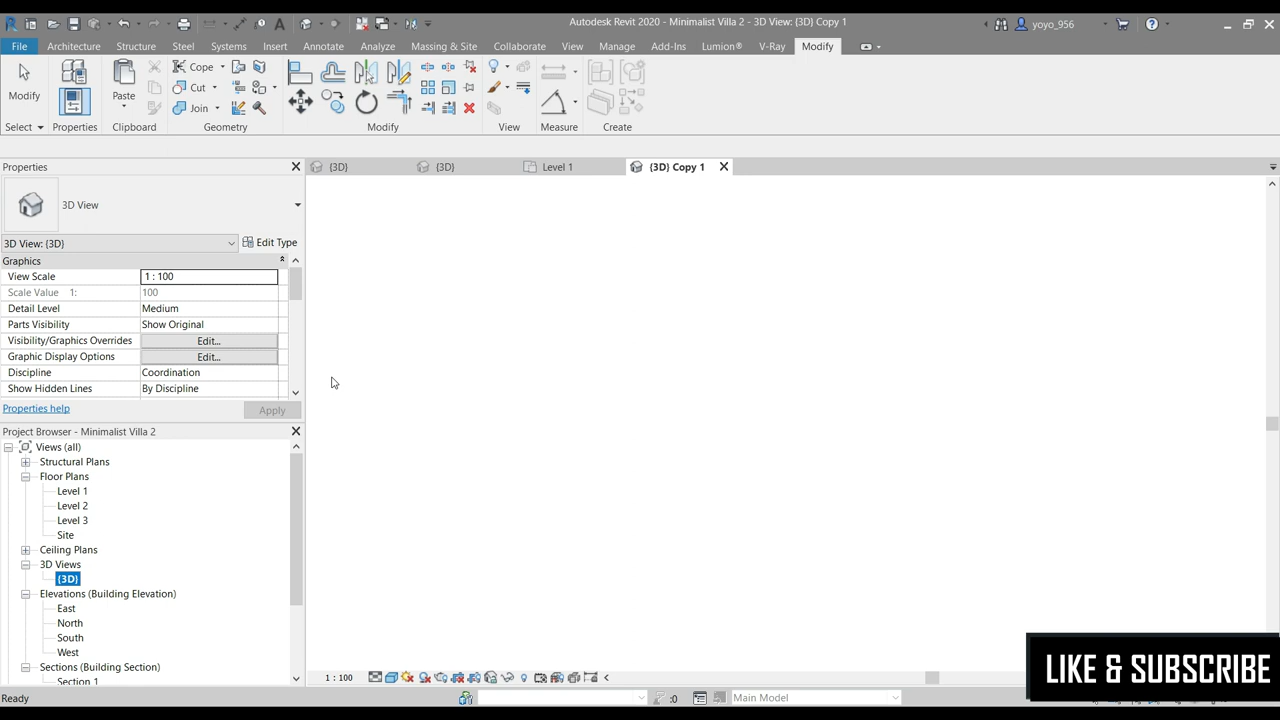 Autodesk Revit 2020 - Minimalist Villa 2 - 3D View: {3D} Copy 1
yoyo_956
File Architecture Structure Steel Systems Insert Annotate Analyze Massing & Site Collaborate View Manage Add-Ins Lumion® V-Ray Modify
Modify Paste Cope Cut Join
Select Properties Clipboard Geometry Modify View Measure Create
Properties
{3D} {3D} Level 1 {3D} Copy 1
3D View
3D View: {3D} Edit Type
Graphics
View Scale 1 : 100
Scale Value 1: 100
Detail Level Medium
Parts Visibility Show Original
Visibility/Graphics Overrides Edit...
Graphic Display Options Edit...
Discipline Coordination
Show Hidden Lines By Discipline
Properties help Apply
Project Browser - Minimalist Villa 2
Views (all)
Structural Plans
Floor Plans
Level 1
Level 2
Level 3
Site
Ceiling Plans
3D Views
{3D}
Elevations (Building Elevation)
East
North
South
West
Sections (Building Section)
Section 1
1 : 100
LIKE & SUBSCRIBE
Ready :0 Main Model